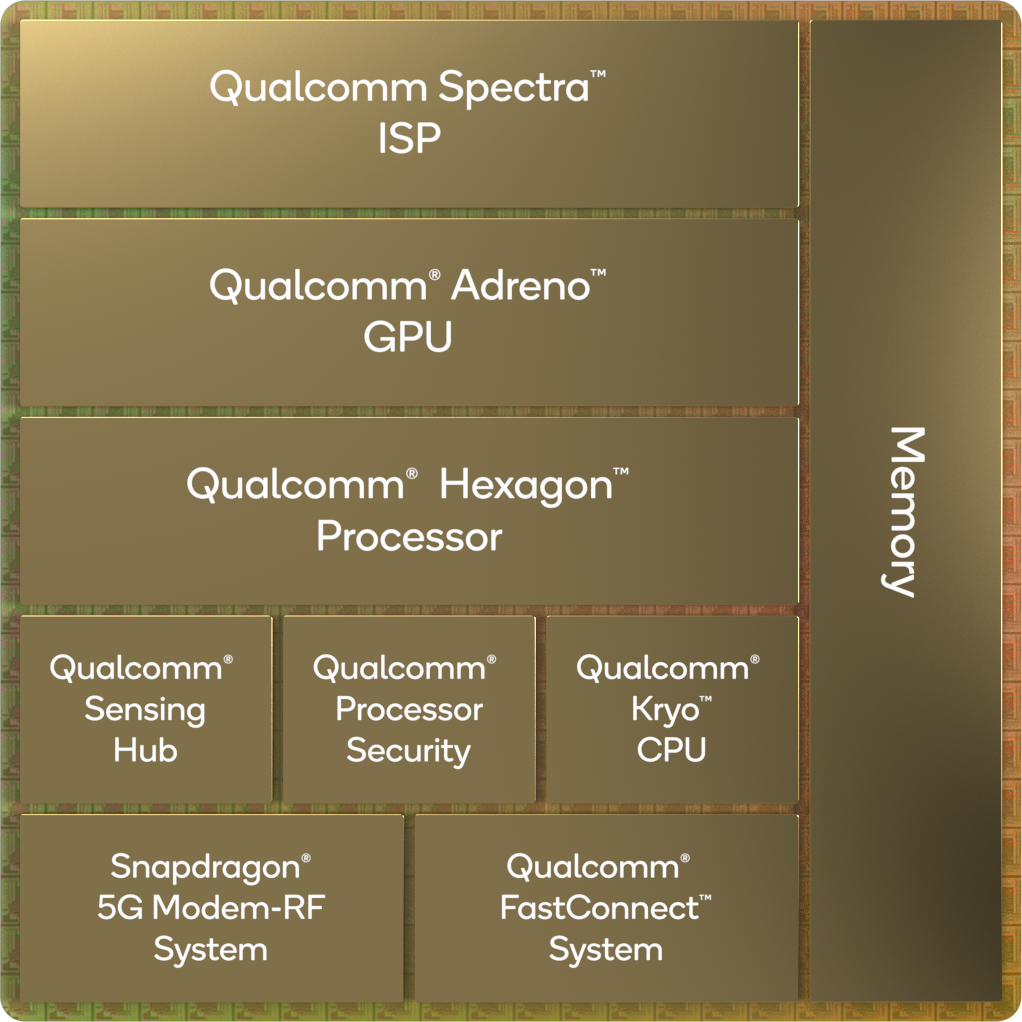 Qualcomm Spectra™
ISP
Qualcomm® Adreno™
GPU
Qualcomm® Hexagon™
Processor
Memory
Qualcomm®
Sensing
Hub
Qualcomm®
Processor
Security
Qualcomm®
Kryo™
CPU
Snapdragon®
5G Modem-RF
System
Qualcomm®
FastConnect™
System